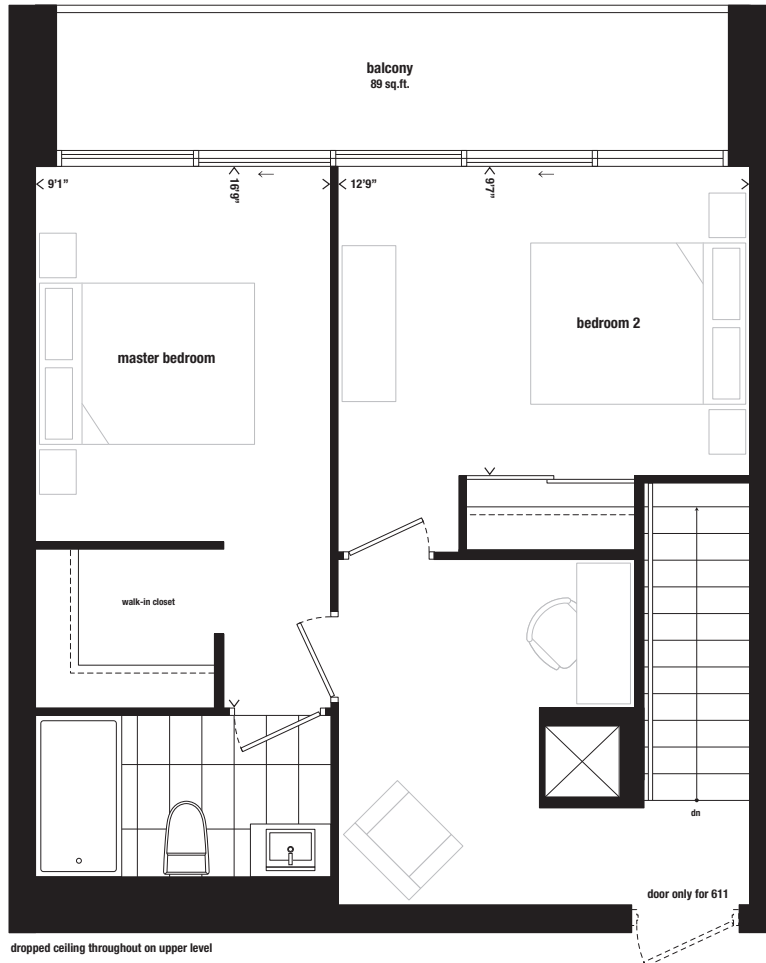 balcony
89 sq.ft.
9'1"
16'9"
12'9"
9'7"
master bedroom
bedroom 2
walk-in closet
dn
door only for 611
dropped ceiling throughout on upper level